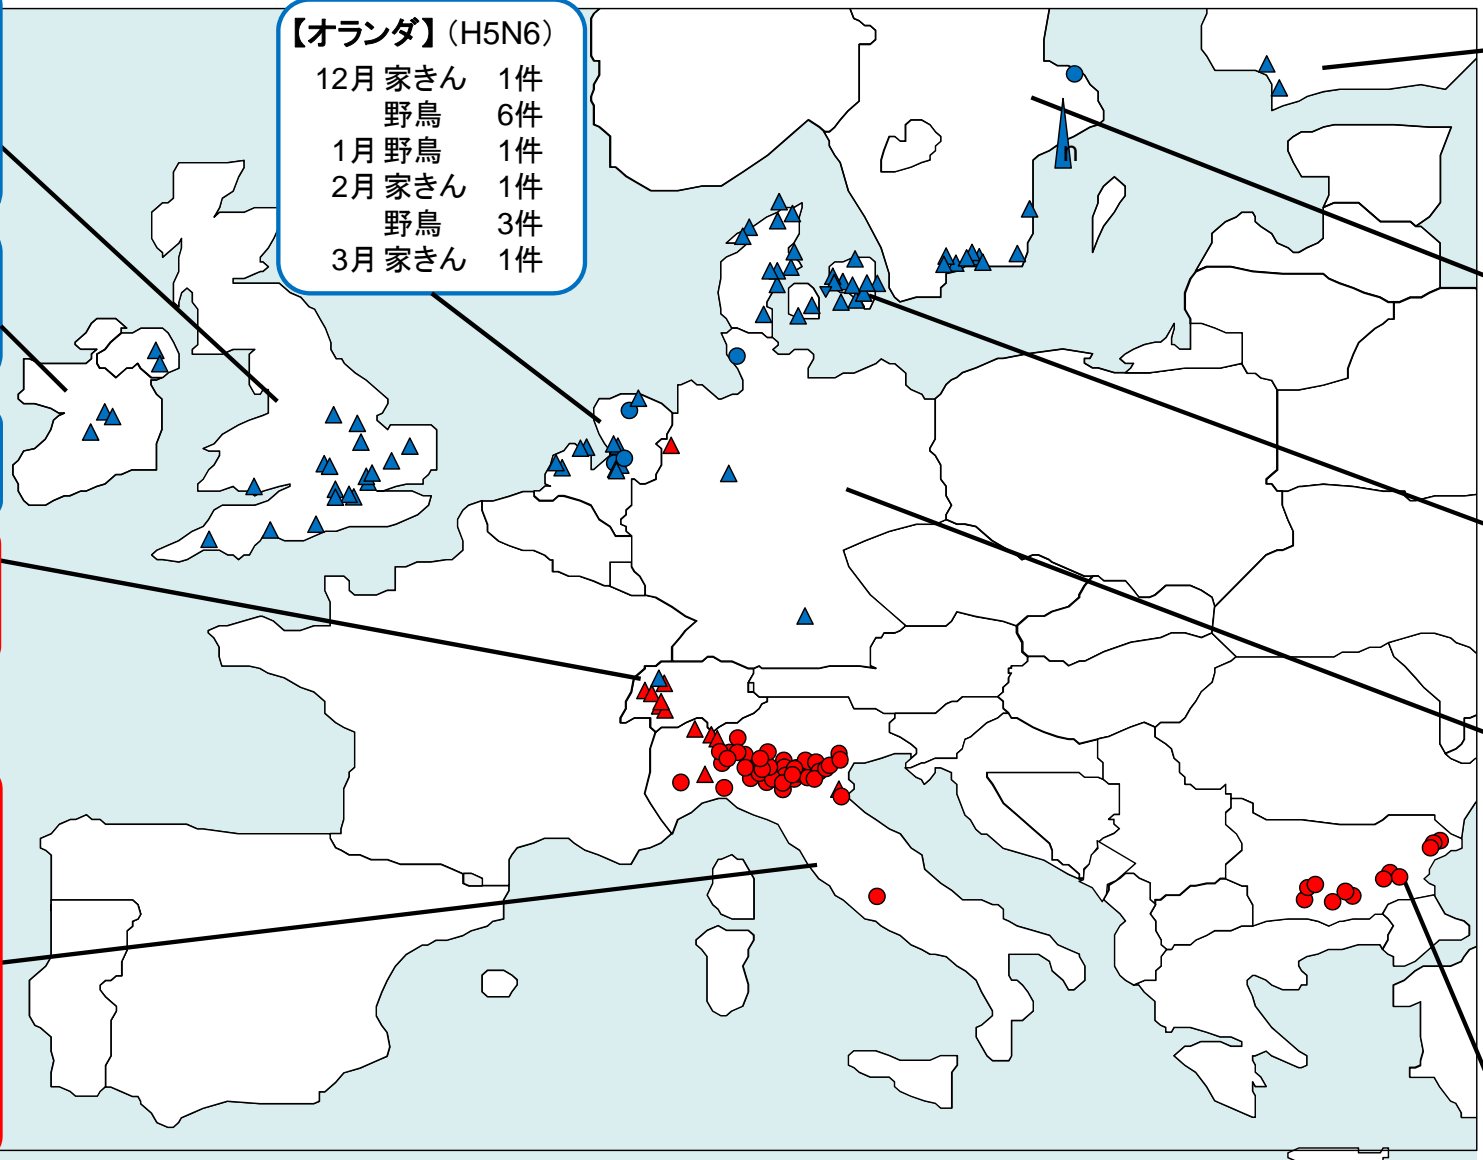 【オランダ】（H5N6）
12月 家きん 1件
野鳥 6件
1月 野鳥 1件
2月 家きん 1件
野鳥 3件
3月 家きん 1件
n